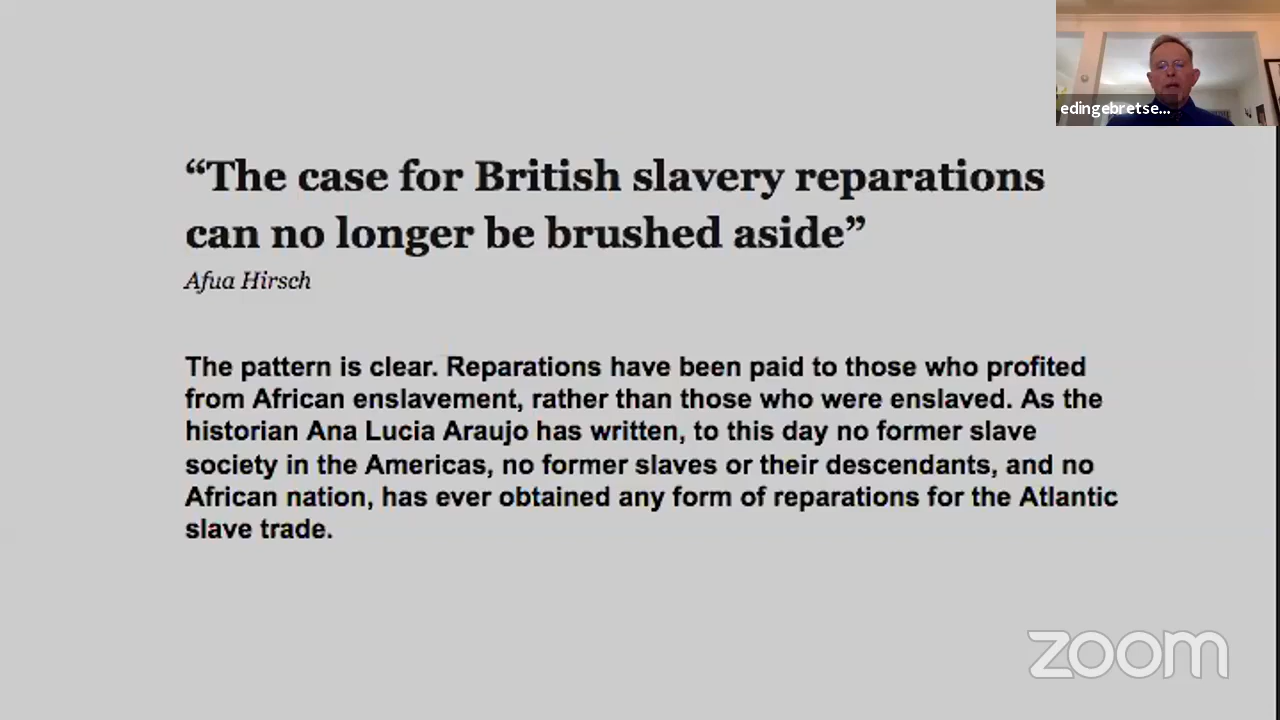 edingebretse...
“The case for British slavery reparations
can no longer be brushed aside”
Afua Hirsch
The pattern is clear. Reparations have been paid to those who profited
from African enslavement, rather than those who were enslaved. As the
historian Ana Lucia Araujo has written, to this day no former slave
society in the Americas, no former slaves or their descendants, and no
African nation, has ever obtained any form of reparations for the Atlantic
slave trade.
zoom